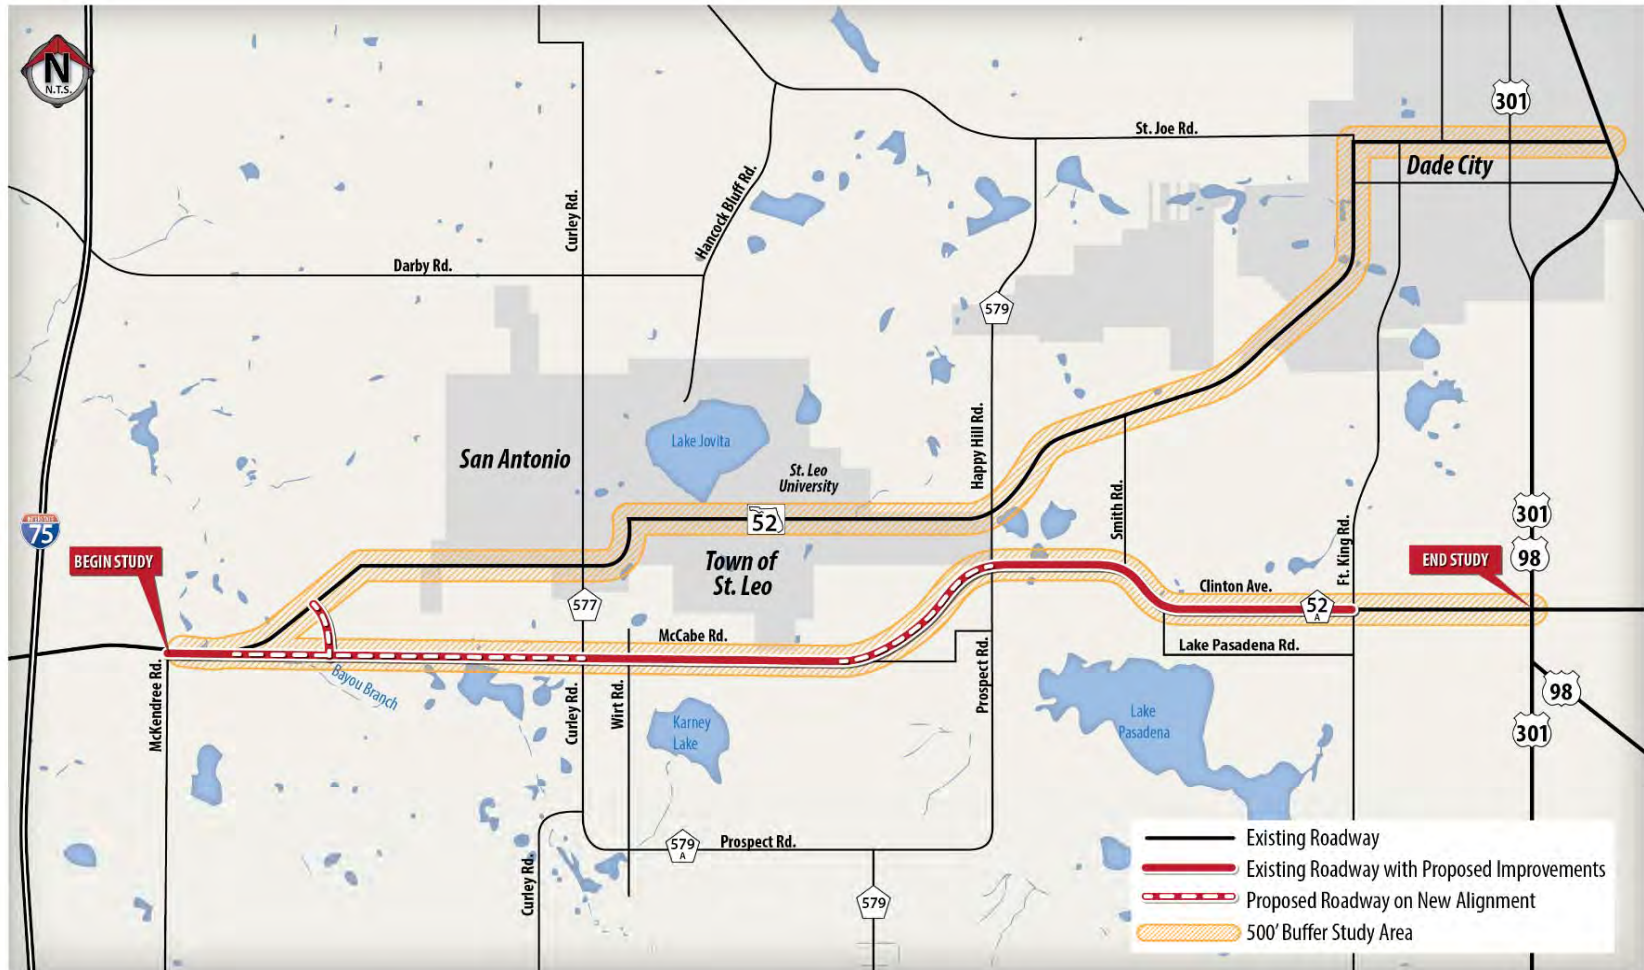 N
N.T.S.
301
St. Joe Rd.
Dade City
Hancock Bluff Rd.
Curley Rd.
Darby Rd.
579
San Antonio
Lake Jovita
St. Leo
University
Happy Hill Rd.
Smith Rd.
52
301
INTERSTATE
75
BEGIN STUDY
Town of
St. Leo
Ft. King Rd.
END STUDY
98
Clinton Ave.
577
52
A
McCabe Rd.
Lake Pasadena Rd.
McKendree Rd.
Bayou Branch
Curley Rd.
Wirt Rd.
Prospect Rd.
98
Karney
Lake
Lake
Pasadena
301
579
A
Prospect Rd.
Curley Rd.
579
Existing Roadway
Existing Roadway with Proposed Improvements
Proposed Roadway on New Alignment
500' Buffer Study Area